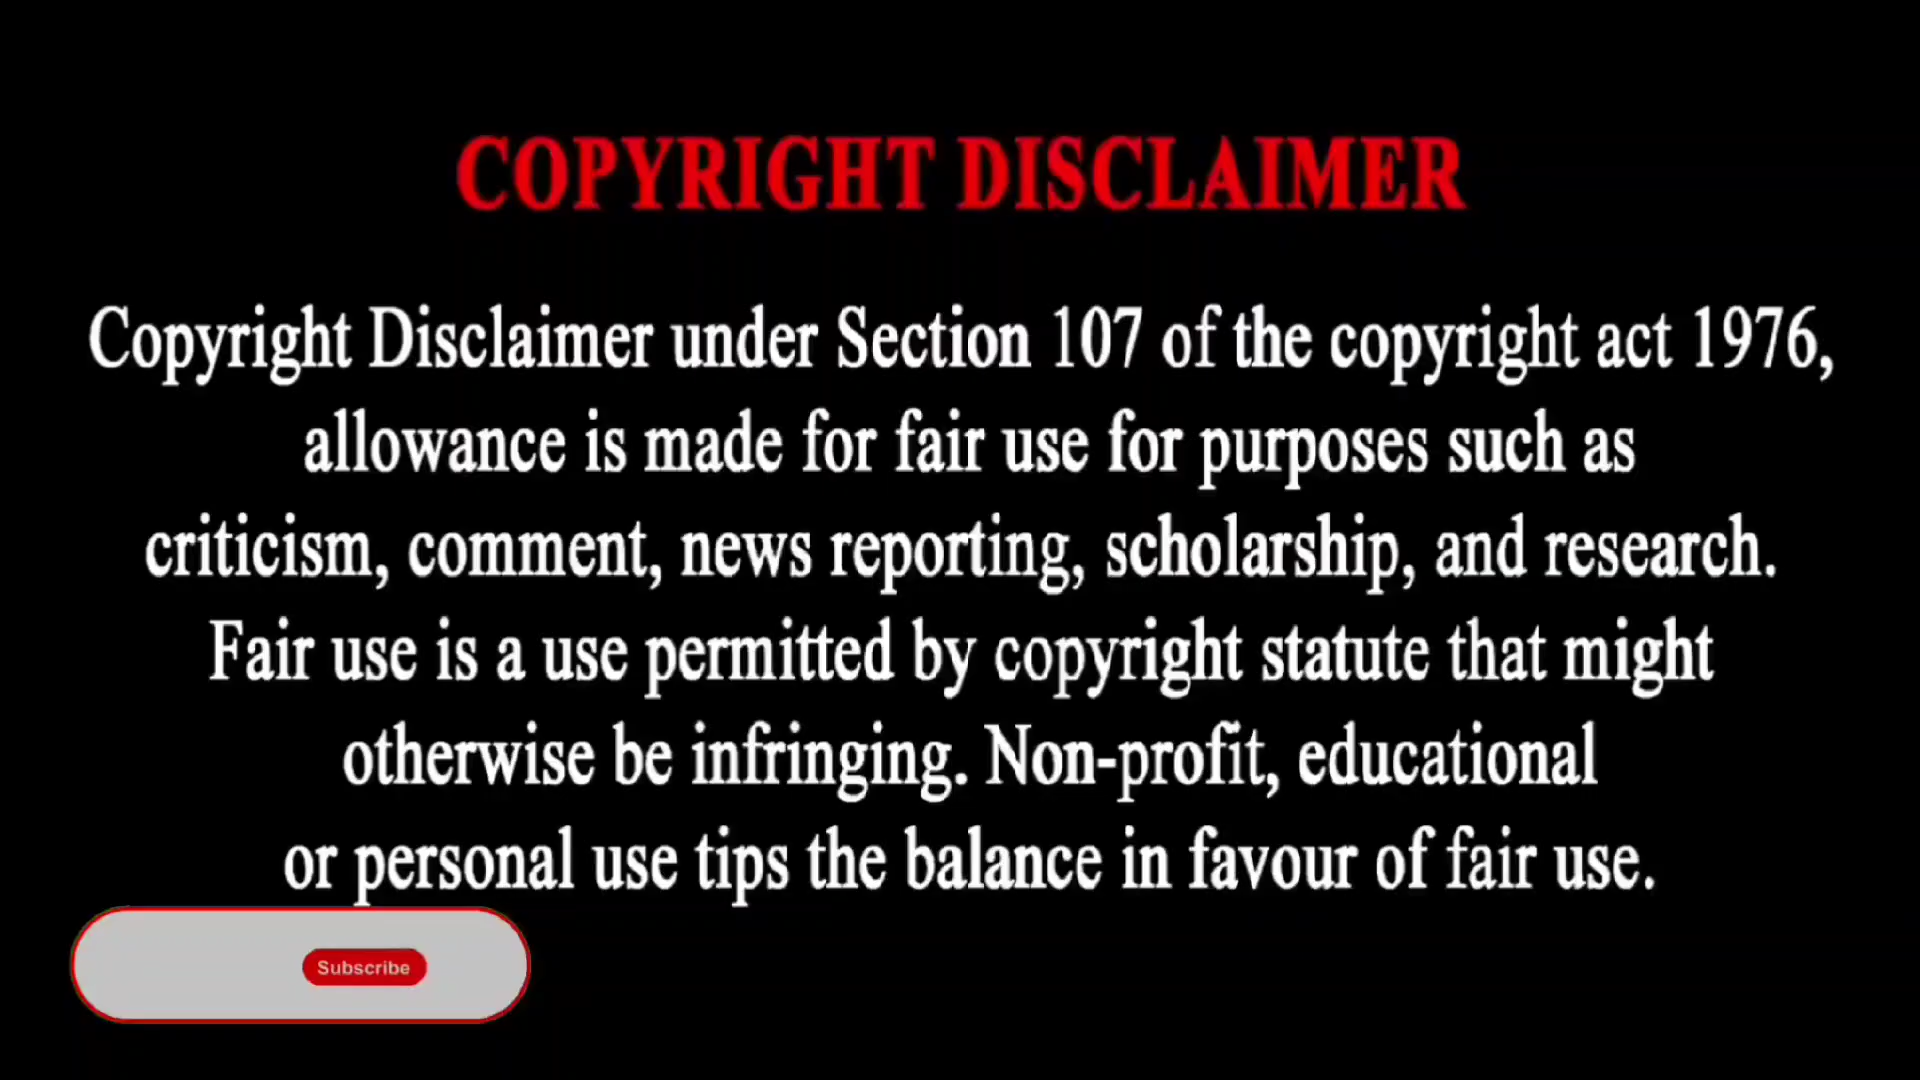 COPYRIGHT DISCLAIMER
Copyright Disclaimer under Section 107 of the copyright act 1976,
allowance is made for fair use for purposes such as
criticism, comment, news reporting, scholarship, and research.
Fair use is a use permitted by copyright statute that might
otherwise be infringing. Non-profit, educational
or personal use tips the balance in favour of fair use.
Subscribe